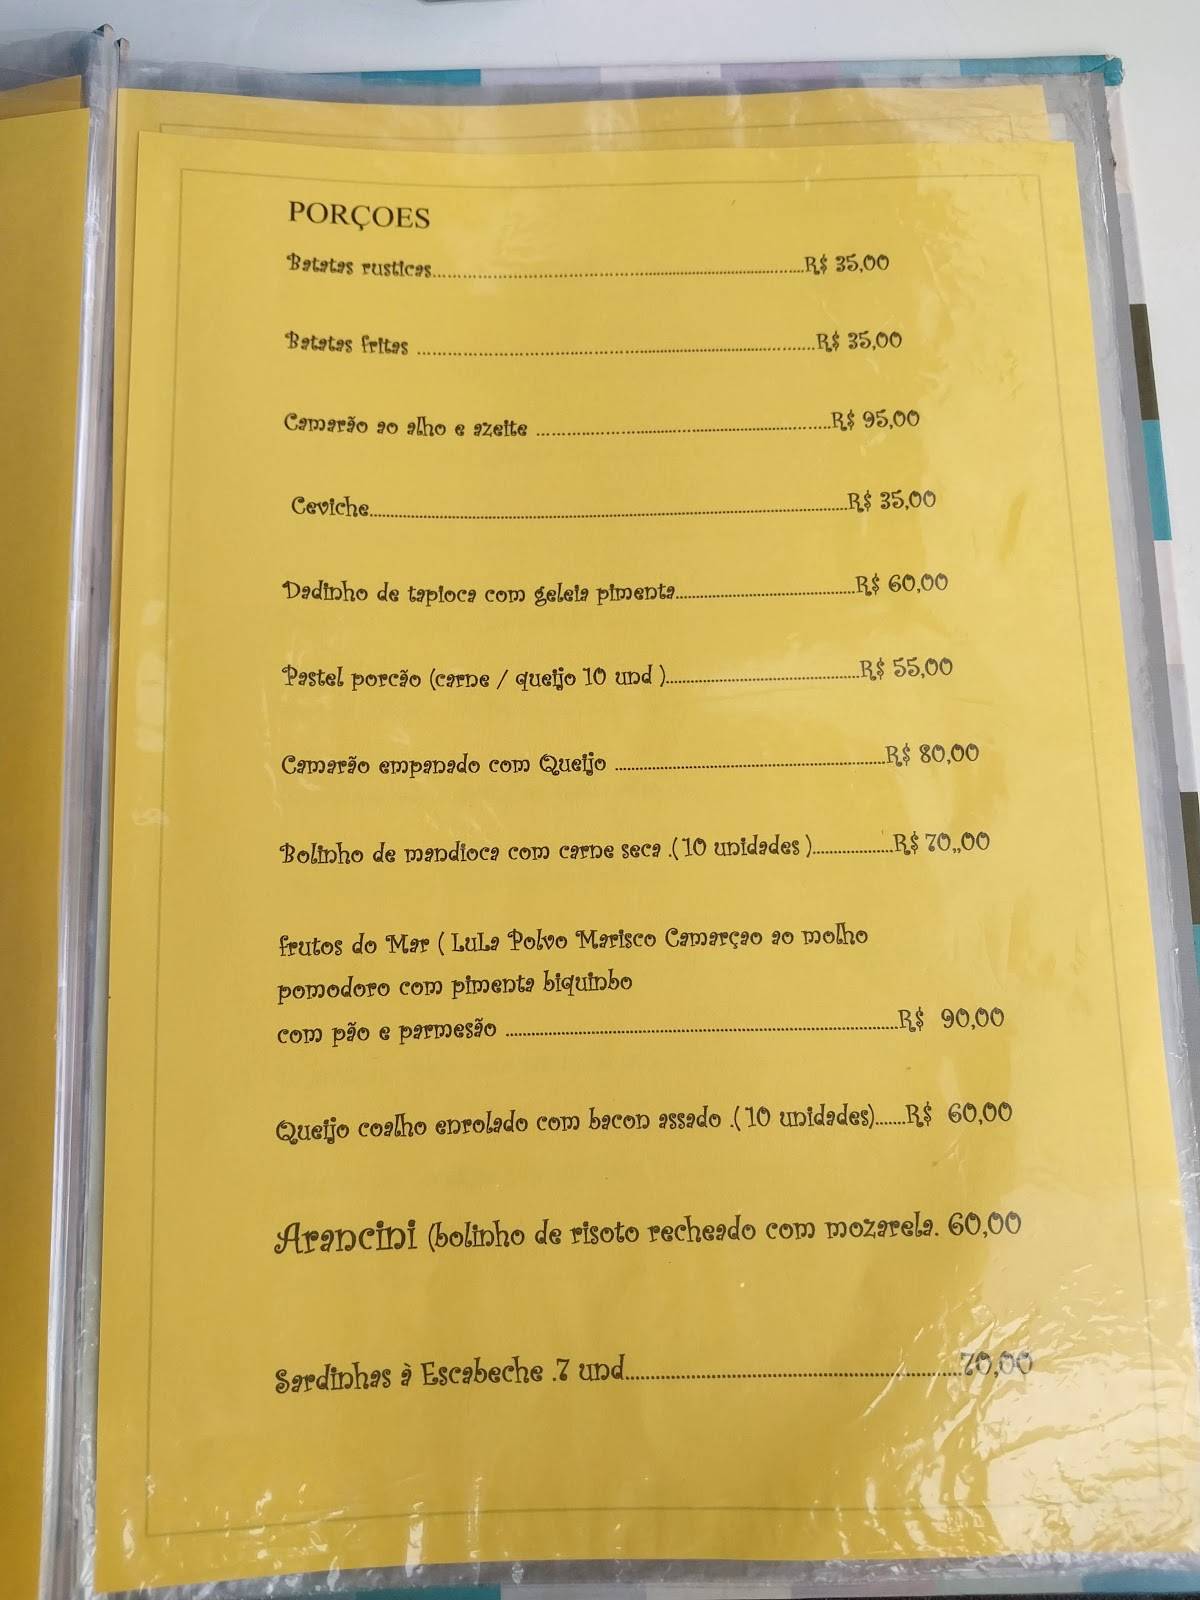 PORÇOES
Batatas rusticas.......................................................R$ 35,00
Batatas fritas .......................................................R$ 35,00
Camarão ao alho e azeite .......................................................R$ 95,00
Ceviche.......................................................R$ 35,00
Dadinho de tapioca com geleia pimenta.......................................................R$ 60,00
Pastel porcão (carne / queijo 10 und ).......................................................R$ 55,00
Camarão empanado com Queijo .......................................................R$ 80,00
Bolinho de mandioca com carne seca .( 10 unidades )....................R$ 70,,00
frutos do Mar ( LuLa Polvo Marisco Camarçao ao molho
pomodoro com pimenta biquinbo
com pão e parmesão .......................................................R$ 90,00
Queijo coalho enrolado com bacon assado .( 10 unidades).......R$ 60,00
Arancini (bolinho de risoto recheado com mozarela. 60,00
Sardinhas à Escabeche .7 und.......................................................70,00